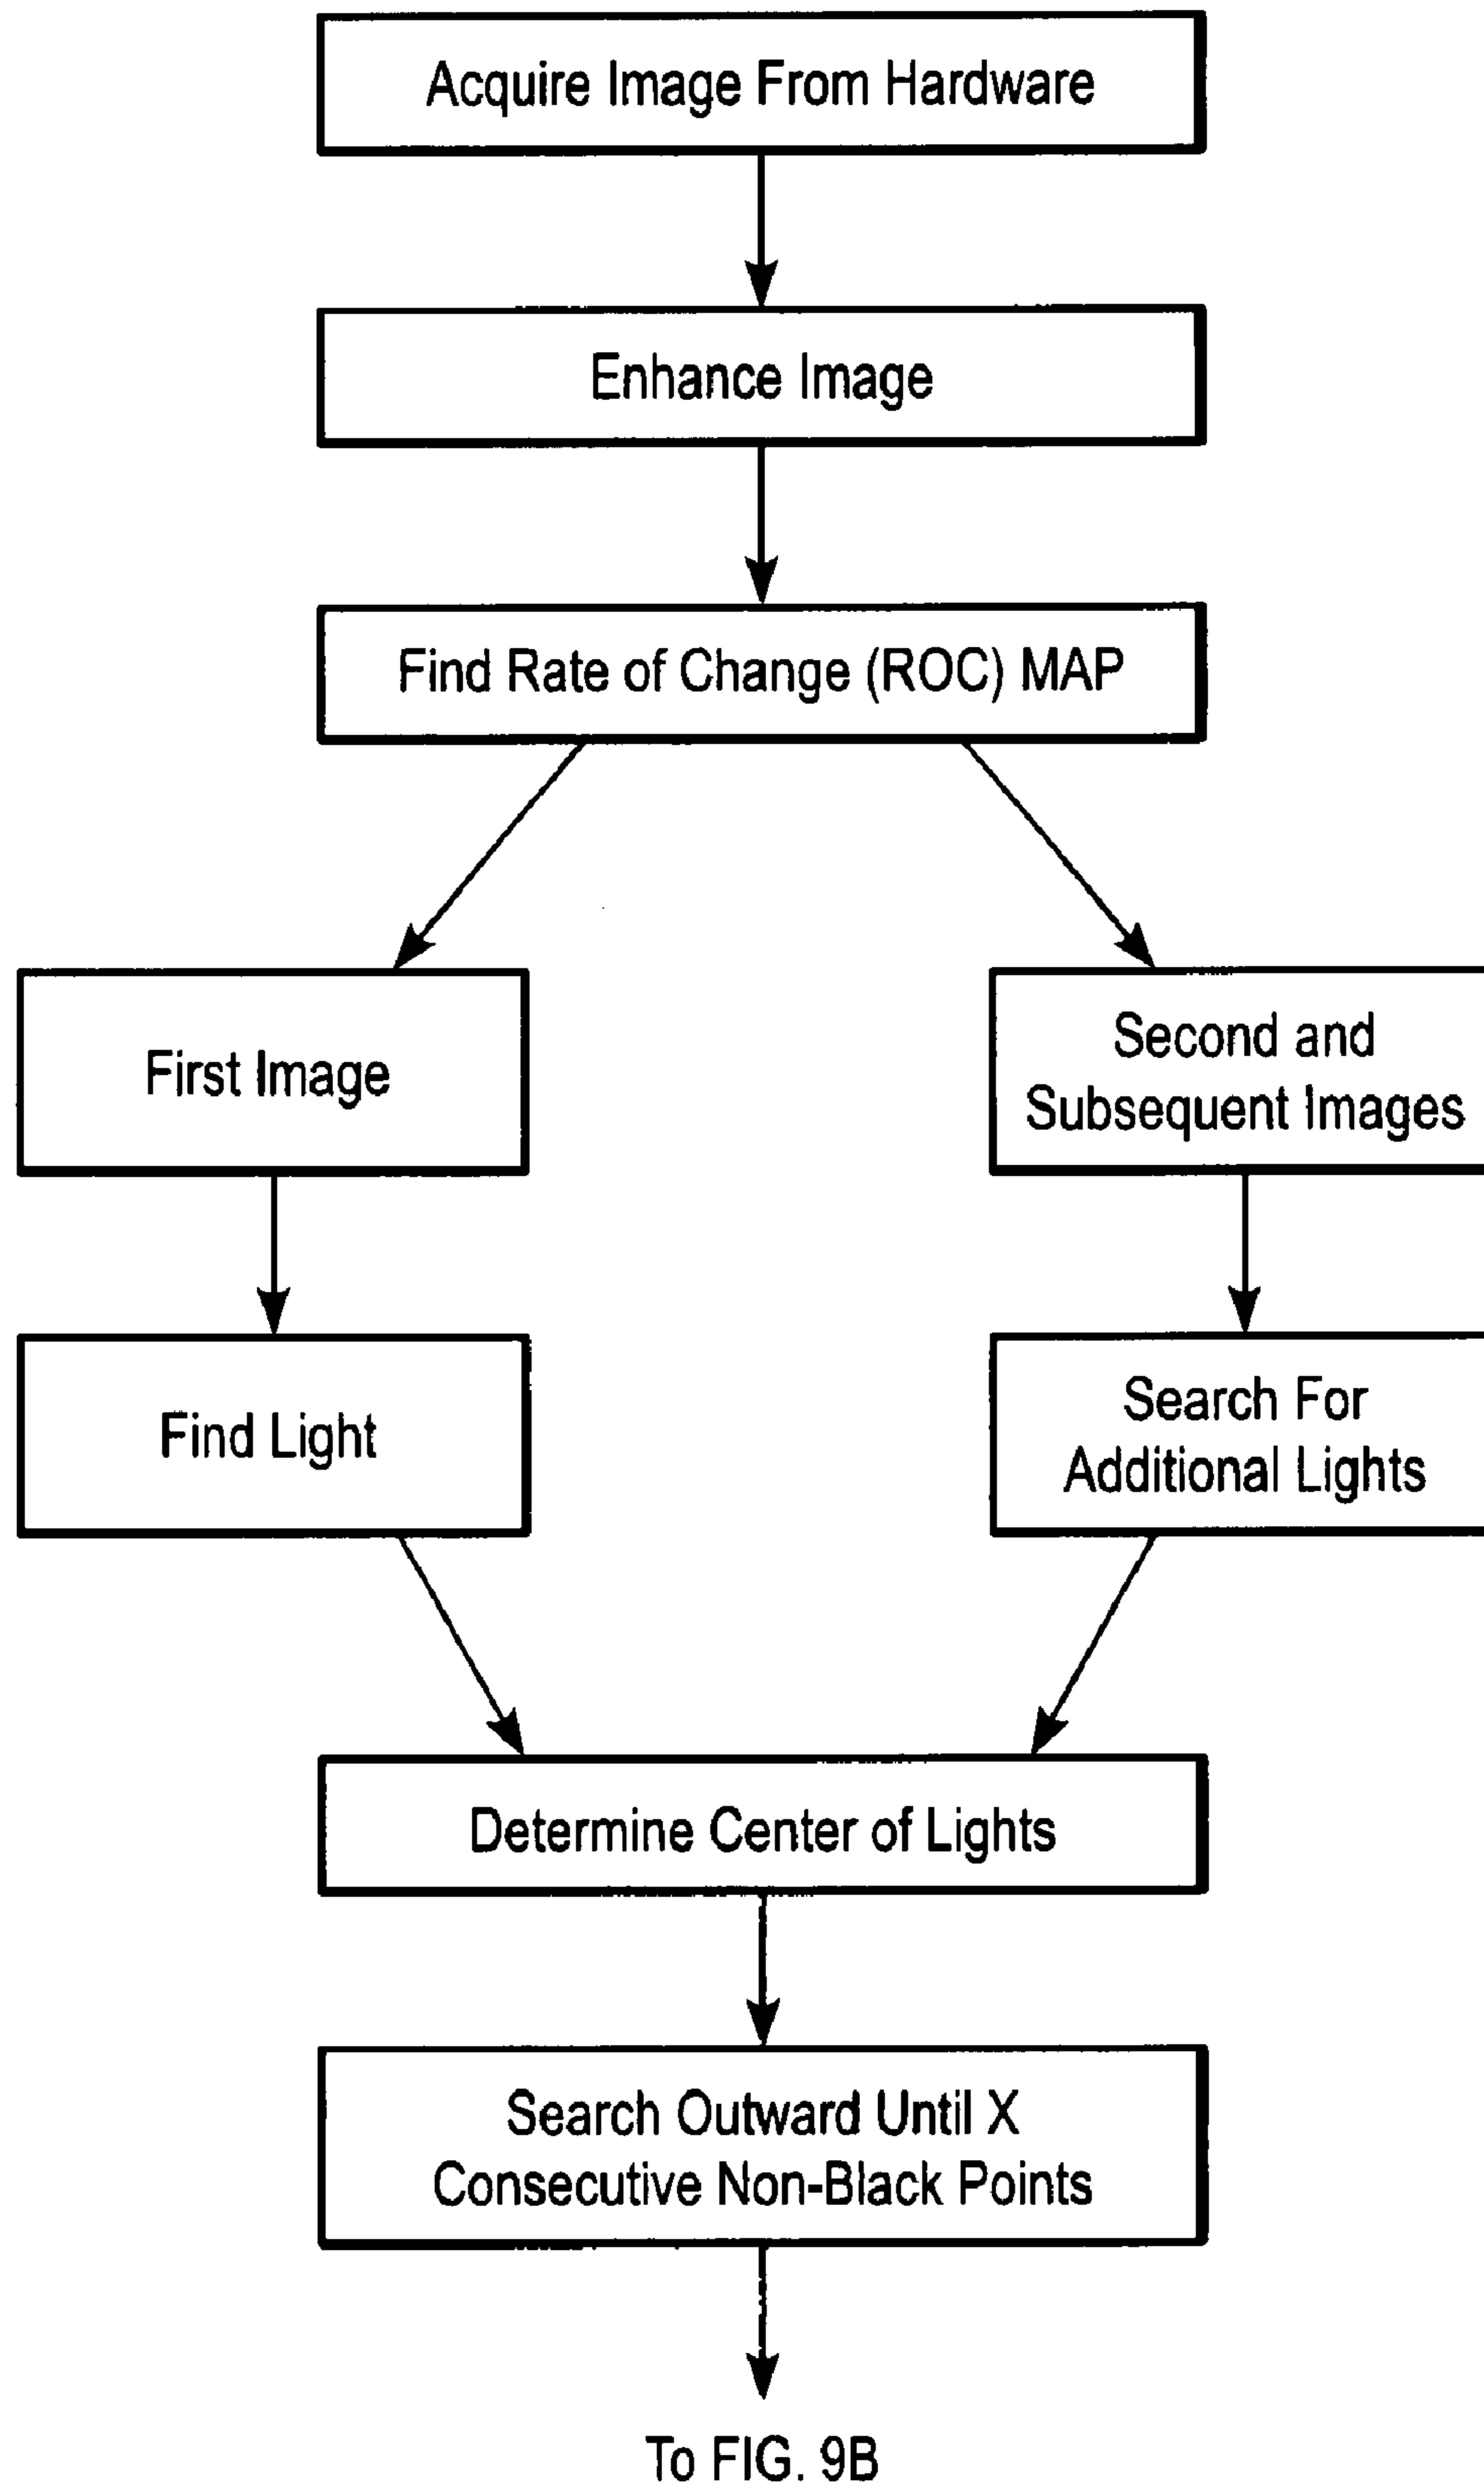 Acquire Image From Hardware
Enhance Image
Find Rate of Change (ROC) MAP
First Image
Second and
Subsequent Images
Find Light
Search For
Additional Lights
Determine Center of Lights
Search Outward Until X
Consecutive Non-Black Points
To FIG. 9B